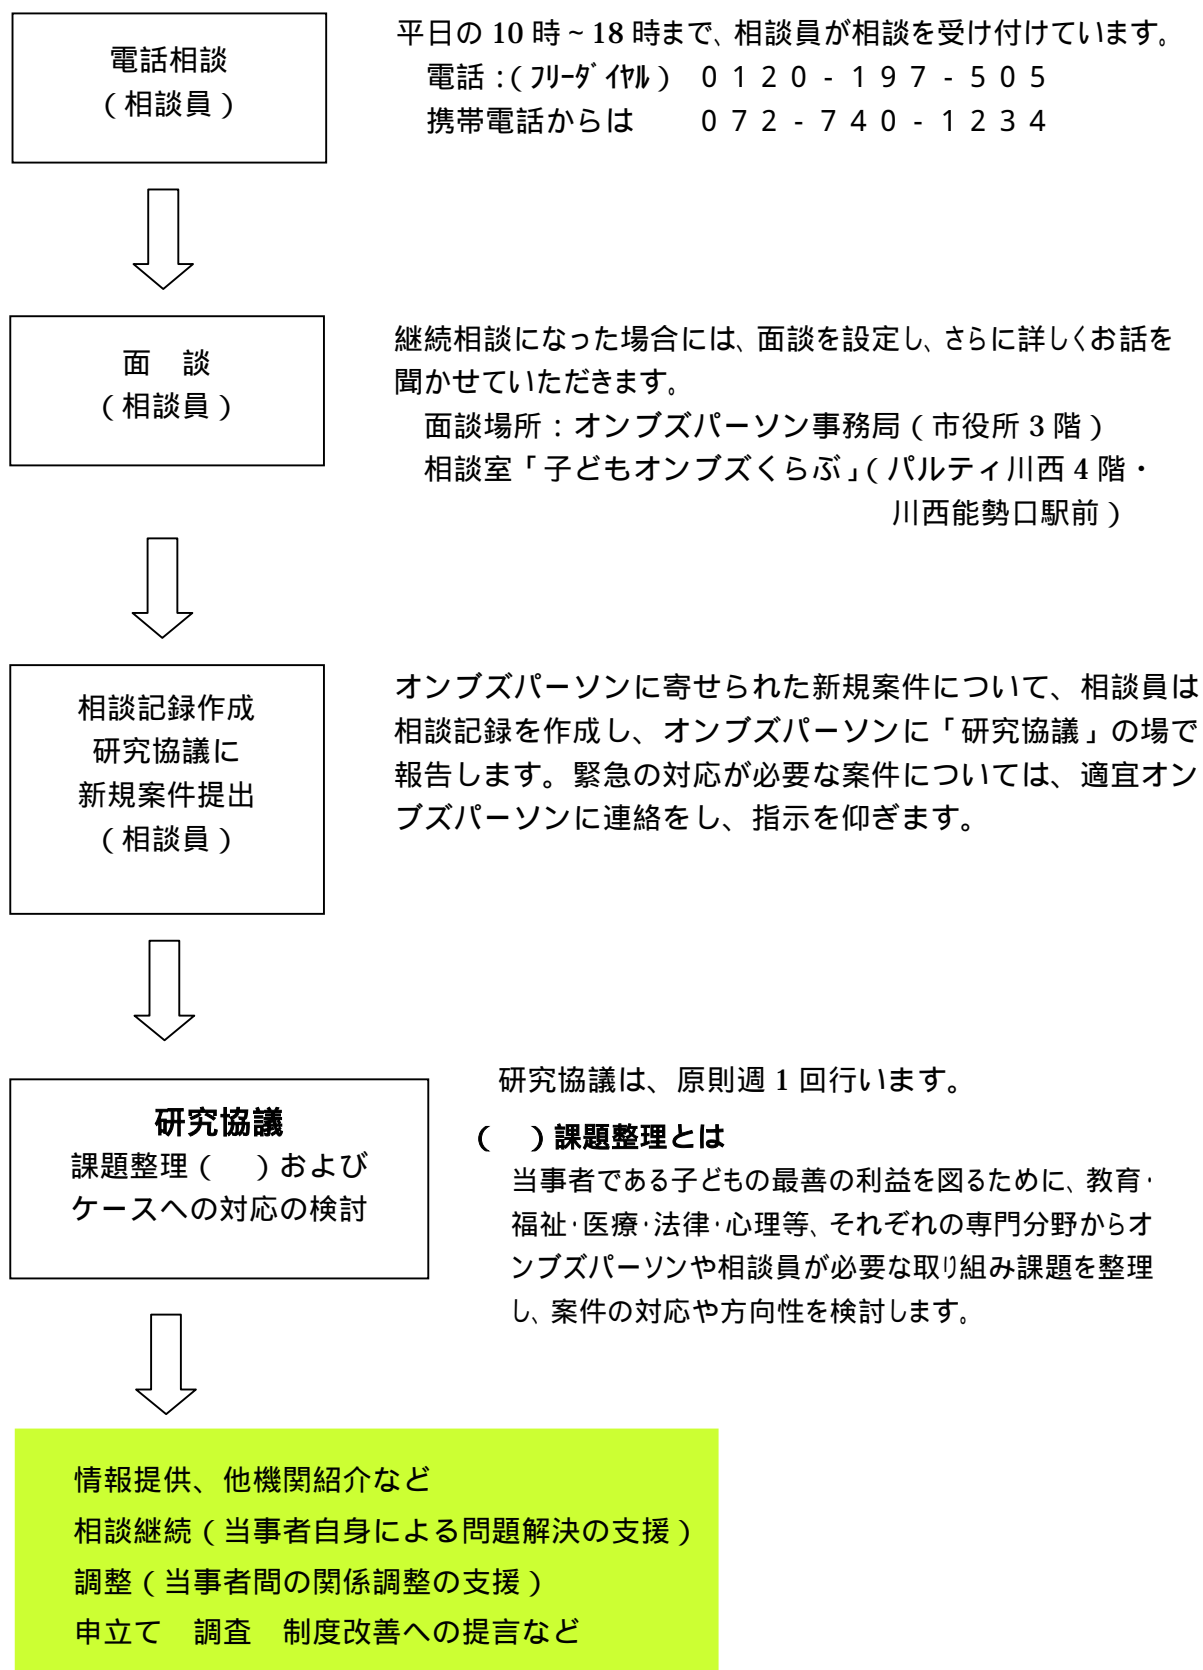 電話相談
(相談員)
平日の10時~18時まで、相談員が相談を受け付けています。
電話:(フリーダイヤル) 0120-197-505
携帯電話からは 072-740-1234
面 談
(相談員)
継続相談になった場合には、面談を設定し、さらに詳しくお話を
聞かせていただきます。
面談場所:オンブズパーソン事務局(市役所3階)
相談室「子どもオンブズくらぶ」(パルティ川西4階・
川西能勢口駅前)
相談記録作成
研究協議に
新規案件提出
(相談員)
オンブズパーソンに寄せられた新規案件について、相談員は
相談記録を作成し、オンブズパーソンに「研究協議」の場で
報告します。緊急の対応が必要な案件については、適宜オン
ブズパーソンに連絡をし、指示を仰ぎます。
研究協議
課題整理( )および
ケースへの対応の検討
研究協議は、原則週1回行います。
( )課題整理とは
当事者である子どもの最善の利益を図るために、教育・
福祉・医療・法律・心理等、それぞれの専門分野からオ
ンブズパーソンや相談員が必要な取り組み課題を整理
し、案件の対応や方向性を検討します。
情報提供、他機関紹介など
相談継続(当事者自身による問題解決の支援)
調整(当事者間の関係調整の支援)
申立て 調査 制度改善への提言など